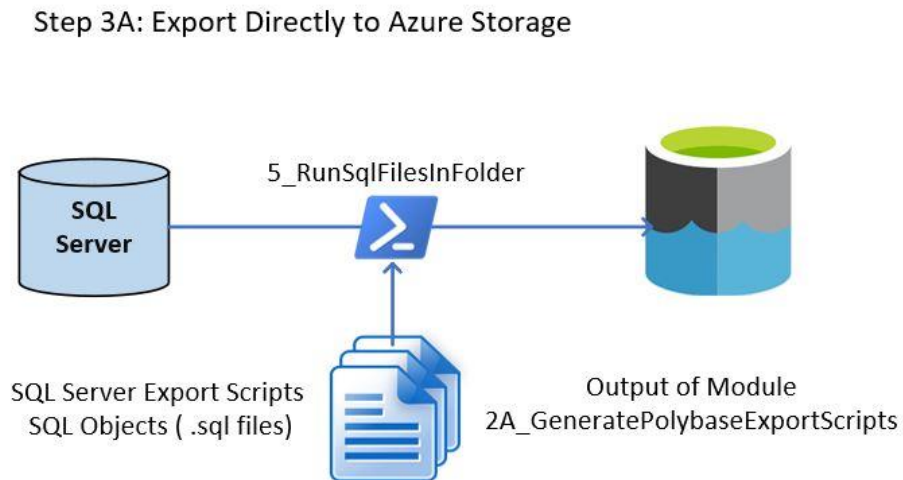 Step 3A: Export Directly to Azure Storage
5_RunSqlFilesInFolder
SQL
Server
SQL Server Export Scripts
SQL Objects ( .sql files)
Output of Module
2A_GeneratePolybaseExportScripts